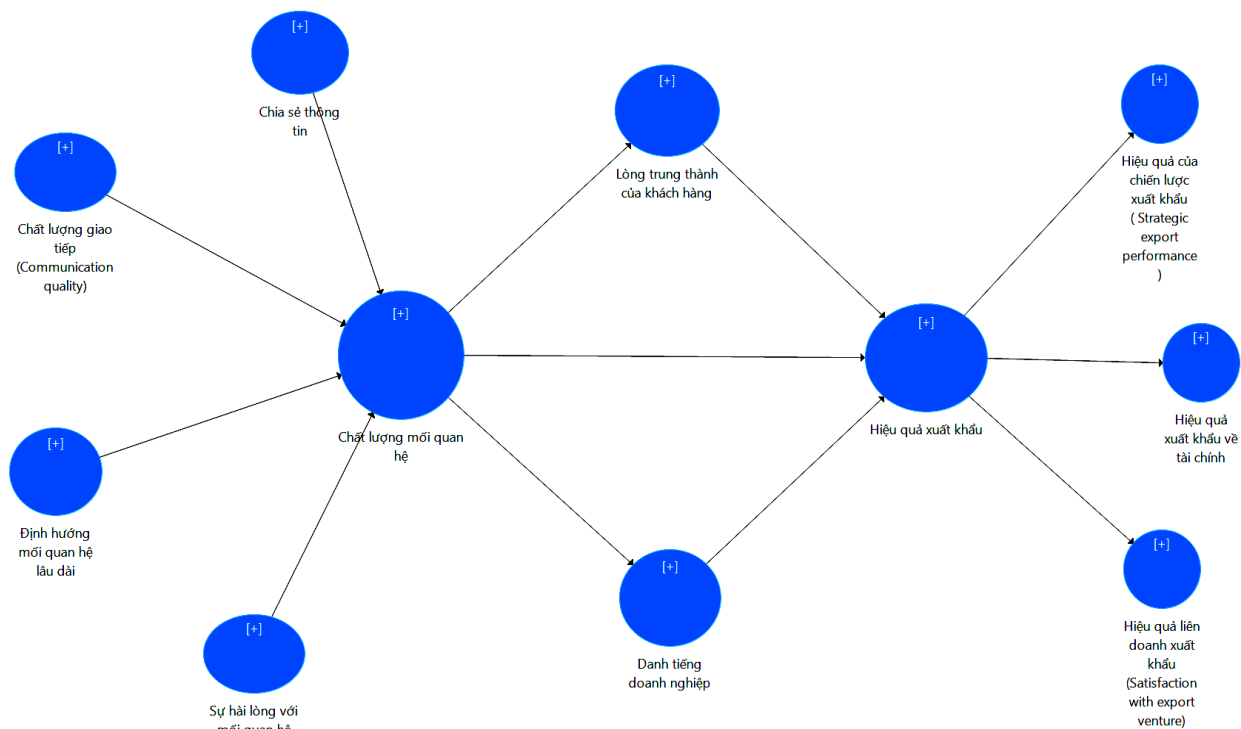 [+]
Chia sẻ thông
tin
[+]
Chất lượng giao
tiếp
(Communication
quality)
[+]
Định hướng
mối quan hệ
lâu dài
[+]
Sự hài lòng với
mối quan hệ
[+]
Chất lượng mối quan
hệ
[+]
Lòng trung thành
của khách hàng
[+]
Danh tiếng
doanh nghiệp
[+]
Hiệu quả xuất khẩu
[+]
Hiệu quả của
chiến lược
xuất khẩu
( Strategic
export
performance
)
[+]
Hiệu quả
xuất khẩu về
tài chính
[+]
Hiệu quả liên
doanh xuất
khẩu
(Satisfaction
with export
venture)